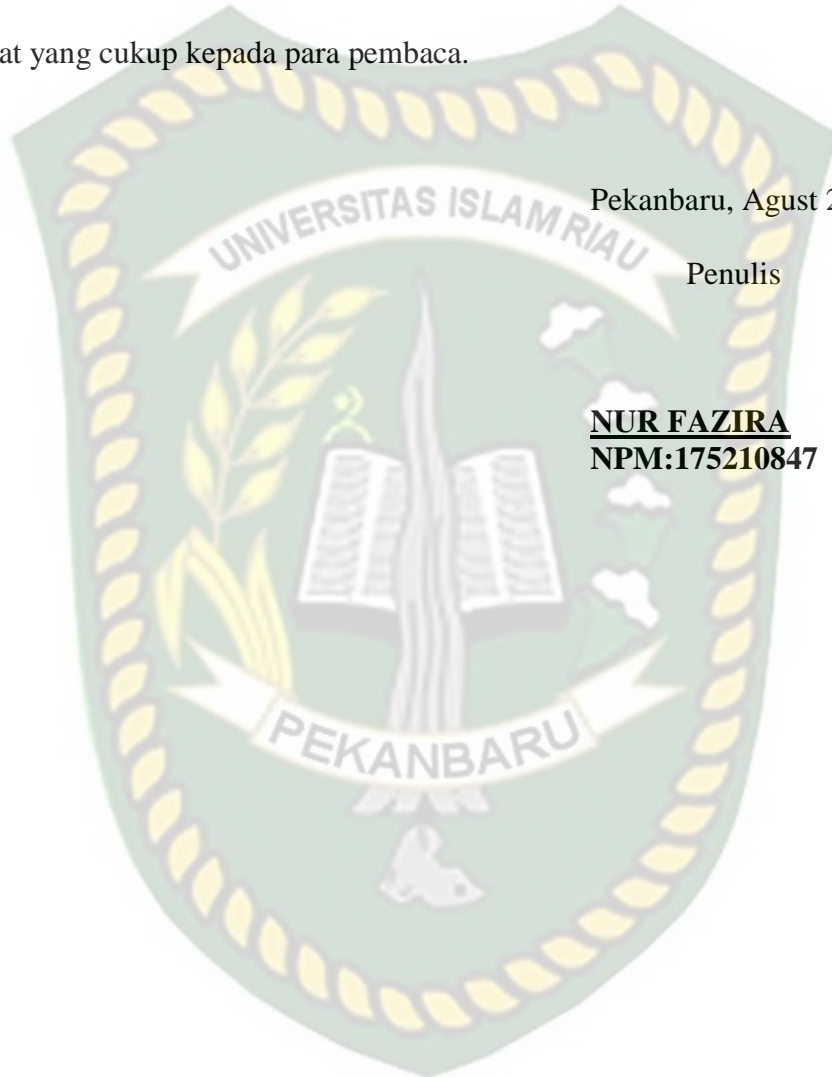 at yang cukup kepada para pembaca.
UNIVERSITAS ISLAM RIAU
Pekanbaru, Agust 2
Penulis
NUR FAZIRA
NPM:175210847
PEKANBARU